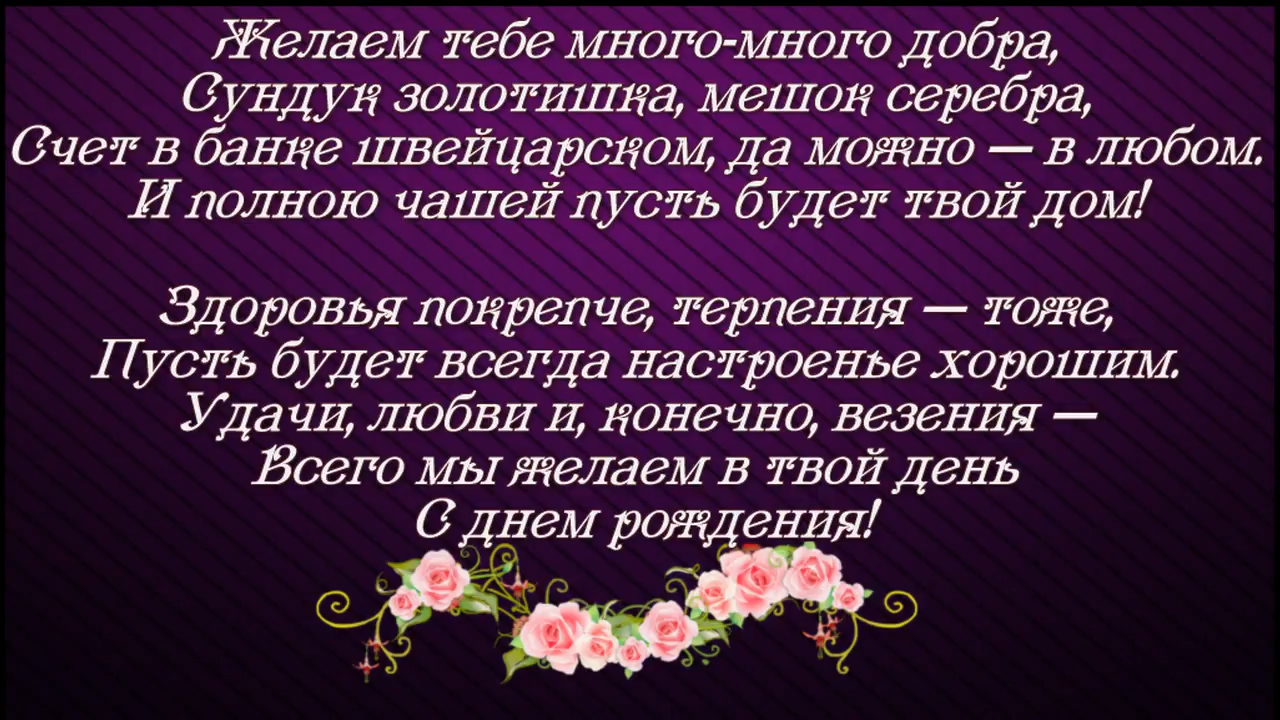 Желаем тебе много-много добра,
Сундук золотишка, мешок серебра,
Счет в банке швейцарском, да можно — в любом.
И полною чашей пусть будет твой дом!
Здоровья покрепче, терпения — тоже,
Пусть будет всегда настроенье хорошим.
Удачи, любви и, конечно, везения —
Всего мы желаем в твой день
С днем рождения!